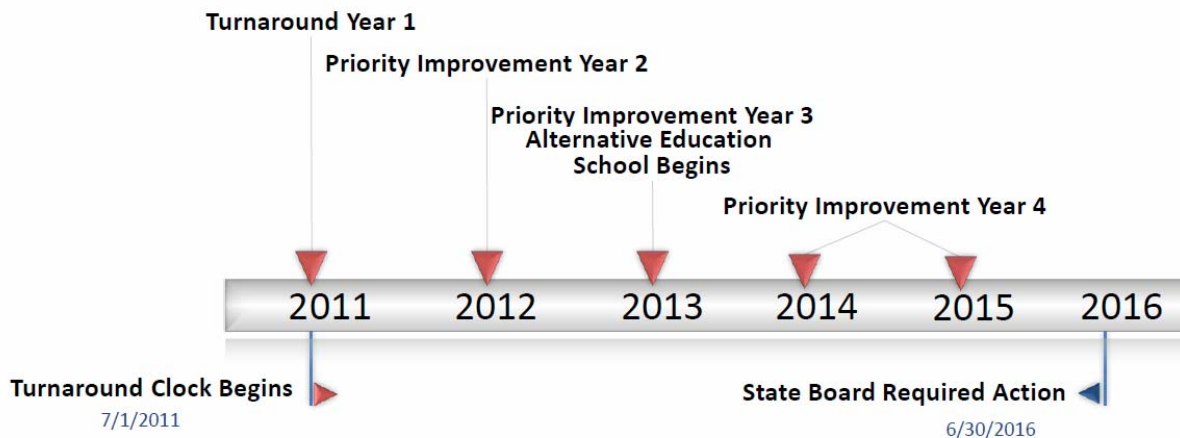 Turnaround Year 1
Priority Improvement Year 2
Priority Improvement Year 3
Alternative Education
School Begins
Priority Improvement Year 4
2011
2012
2013
2014
2015
2016
Turnaround Clock Begins
7/1/2011
State Board Required Action
6/30/2016